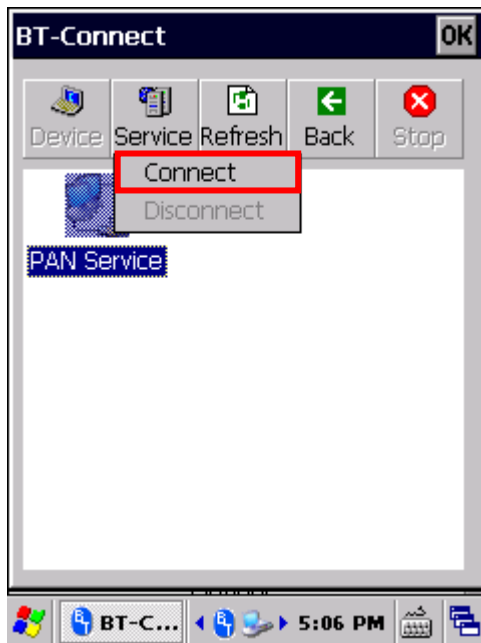 BT-Connect OK
Device Service Refresh Back Stop
Connect
Disconnect
PAN Service
BT-C... 5:06 PM